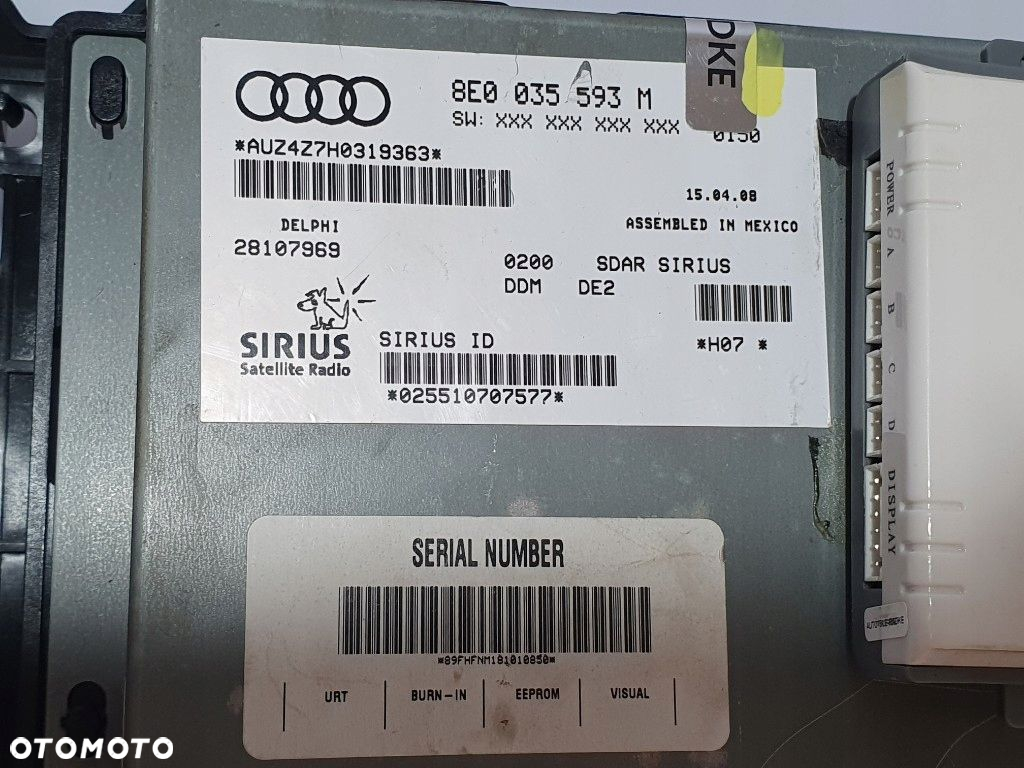 DKE
8E0 035 593 M
SW: XXX XXX XXX XXX 0150
*AUZ4Z7H0319363*
15.04.08
DELPHI
ASSEMBLED IN MEXICO
28107969
0200 SDAR SIRIUS
DDM DE2
SIRIUS
Satellite Radio
SIRIUS ID
*H07 *
*025510707577*
POWER
A
B
C
D
DISPLAY
SERIAL NUMBER
*89FHFNM181010850*
URT BURN-IN EEPROM VISUAL
OTOMOTO